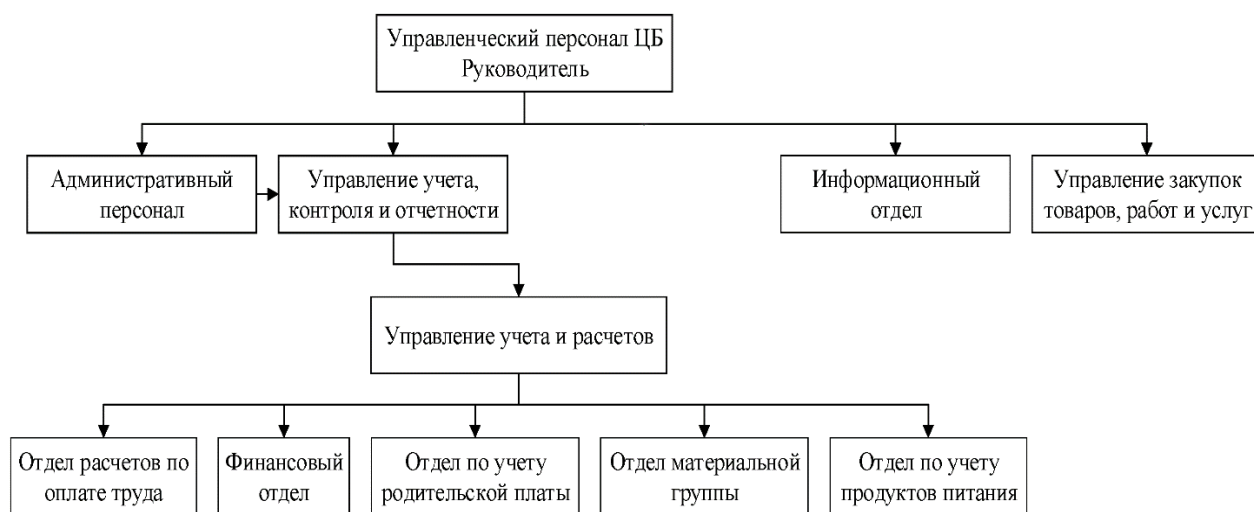 Управленческий персонал ЦБ
Руководитель
Административный
персонал
Управление учета,
контроля и отчетности
Информационный
отдел
Управление закупок
товаров, работ и услуг
Управление учета и расчетов
Отдел расчетов по
оплате труда
Финансовый
отдел
Отдел по учету
родительской платы
Отдел материальной
группы
Отдел по учету
продуктов питания